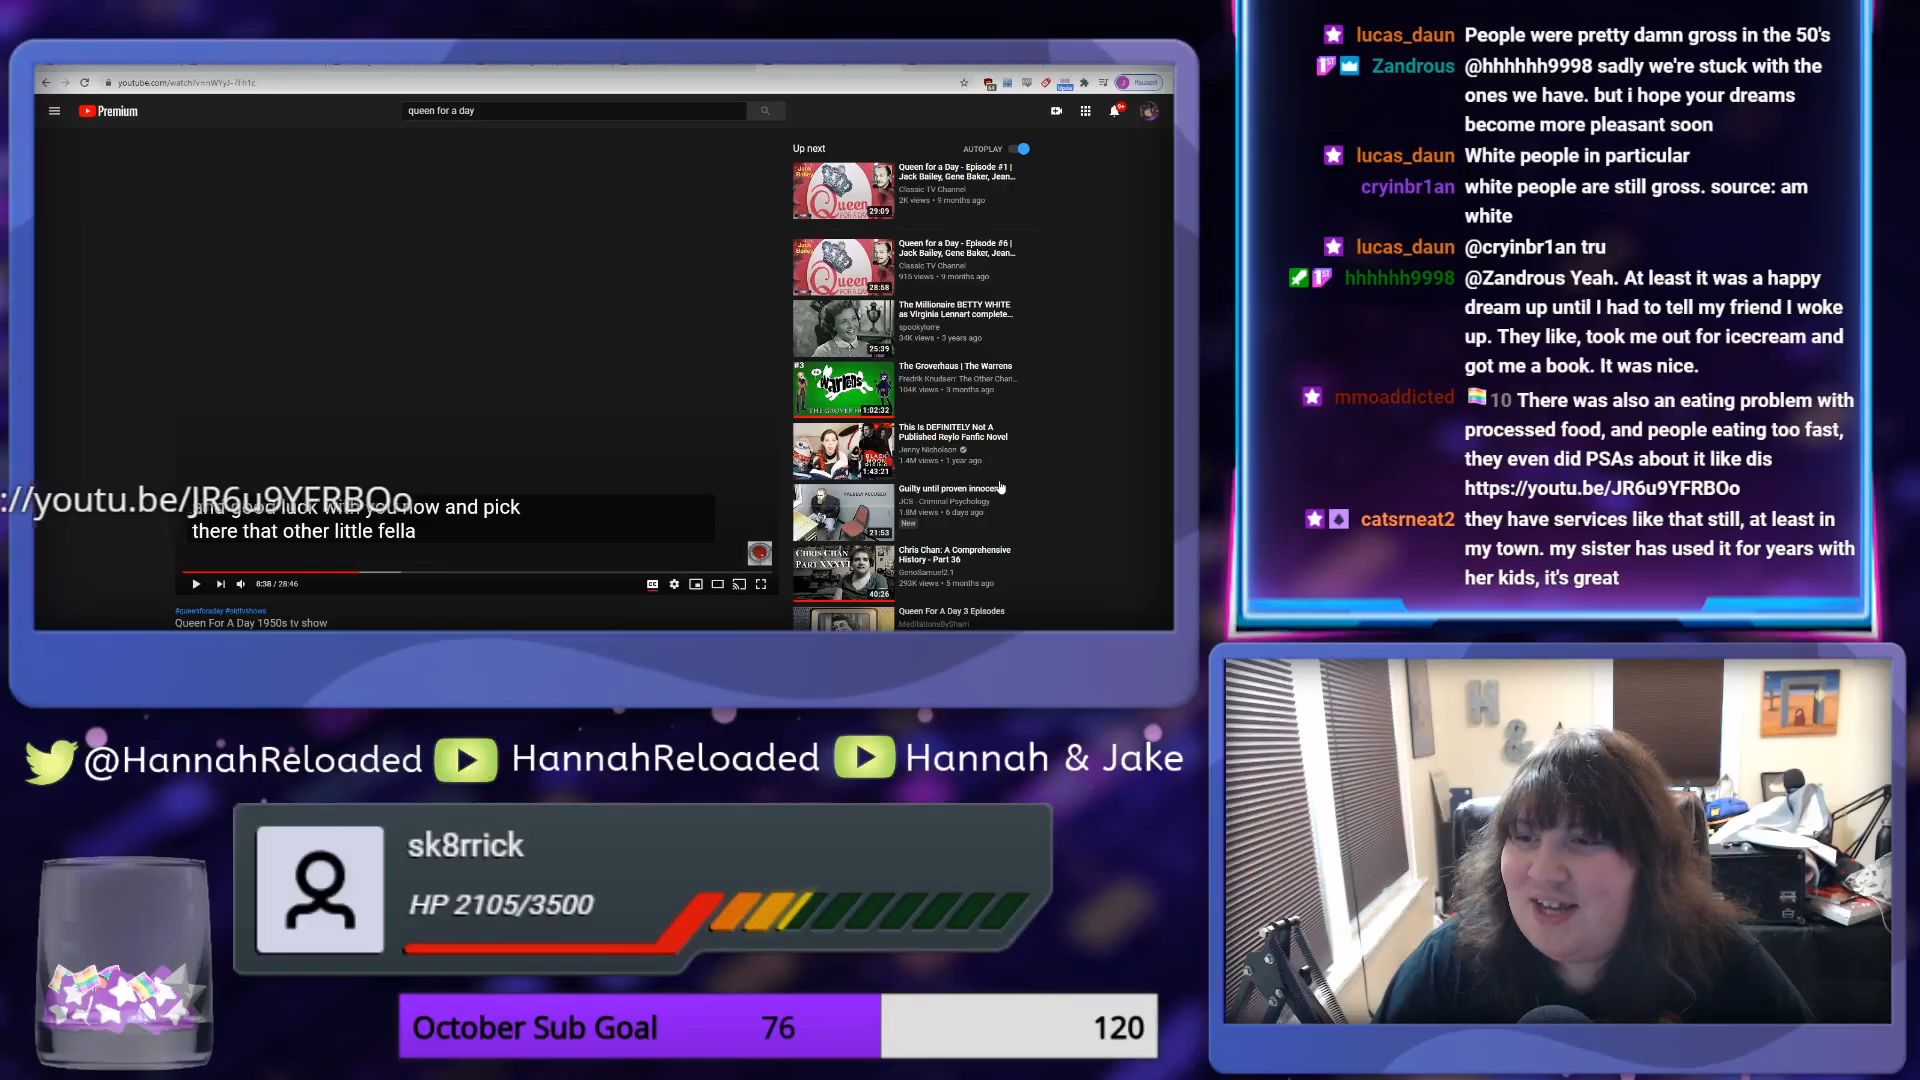 youtube.com/watch?v=nWYyJ-7Fh1c
Paused
Premium
queen for a day
9+
Up next
AUTOPLAY
Queen for a Day - Episode #1 |
Jack Bailey, Gene Baker, Jean...
Classic TV Channel
2K views • 9 months ago
29:09
Queen for a Day - Episode #6 |
Jack Bailey, Gene Baker, Jean...
Classic TV Channel
915 views • 9 months ago
28:58
The Millionaire BETTY WHITE
as Virginia Lennart complete...
spookylorre
34K views • 3 years ago
25:39
The Groverhaus | The Warrens
Fredrik Knudsen: The Other Chan...
104K views • 3 months ago
1:02:32
This Is DEFINITELY Not A
Published Reylo Fanfic Novel
Jenny Nicholson
1.4M views • 1 year ago
1:43:21
Guilty until proven innocent
JCS - Criminal Psychology
1.8M views • 6 days ago
New
21:53
Chris Chan: A Comprehensive
History - Part 36
GenoSamuel2.1
293K views • 5 months ago
40:26
Queen For A Day 3 Episodes
MeditationsBySharri
://youtu.be/JR6u9YFRBOo
and good luck with you now and pick
there that other little fella
8:38 / 28:46
#queenforaday #oldtvshows
Queen For A Day 1950s tv show
lucas_daun People were pretty damn gross in the 50's
Zandrous @hhhhhh9998 sadly we're stuck with the
ones we have. but i hope your dreams
become more pleasant soon
lucas_daun White people in particular
cryinbr1an white people are still gross. source: am
white
lucas_daun @cryinbr1an tru
hhhhhh9998 @Zandrous Yeah. At least it was a happy
dream up until I had to tell my friend I woke
up. They like, took me out for icecream and
got me a book. It was nice.
mmoaddicted 10 There was also an eating problem with
processed food, and people eating too fast,
they even did PSAs about it like dis
https://youtu.be/JR6u9YFRBOo
catsrneat2 they have services like that still, at least in
my town. my sister has used it for years with
her kids, it's great
@HannahReloaded HannahReloaded Hannah & Jake
sk8rrick
HP 2105/3500
October Sub Goal 76 120